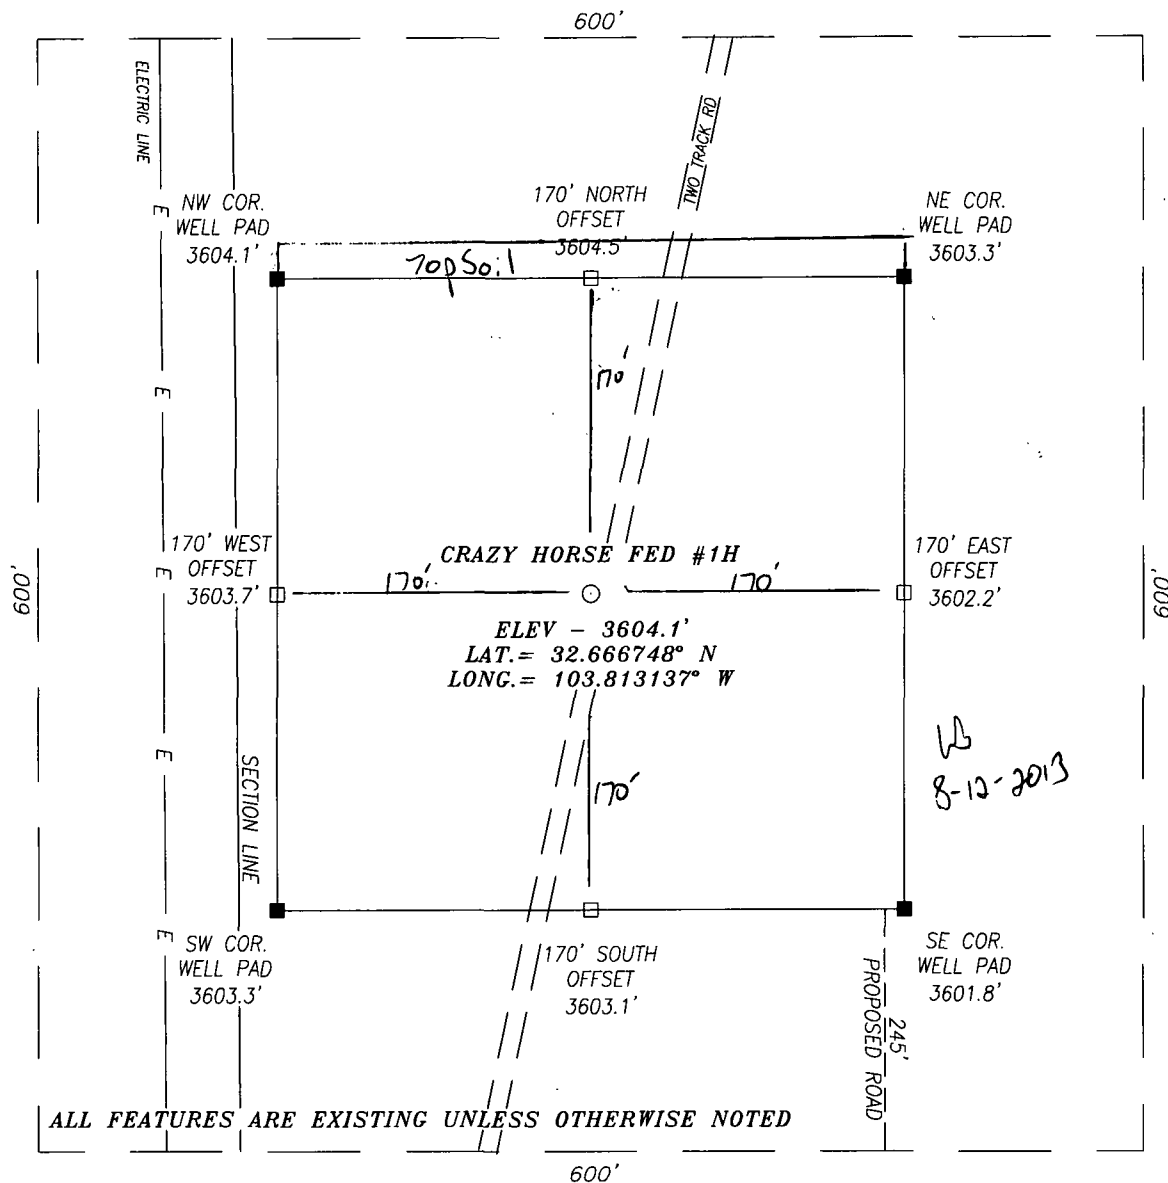 600'
ELECTRIC LINE
TWO TRACK RD
NW COR.
WELL PAD
3604.1'
170' NORTH
OFFSET
3604.5'
NE COR.
WELL PAD
3603.3'
TopSoil
E
170'
E
170' WEST
OFFSET
3603.7'
CRAZY HORSE FED #1H
170' EAST
OFFSET
3602.2'
E
170'
170'
600'
600'
E
ELEV - 3604.1'
LAT.= 32.666748° N
LONG.= 103.813137° W
E
SECTION LINE
170'
8-12-2013
E
SW COR.
WELL PAD
3603.3'
170' SOUTH
OFFSET
3603.1'
SE COR.
WELL PAD
3601.8'
245'
PROPOSED ROAD
ALL FEATURES ARE EXISTING UNLESS OTHERWISE NOTED
600'